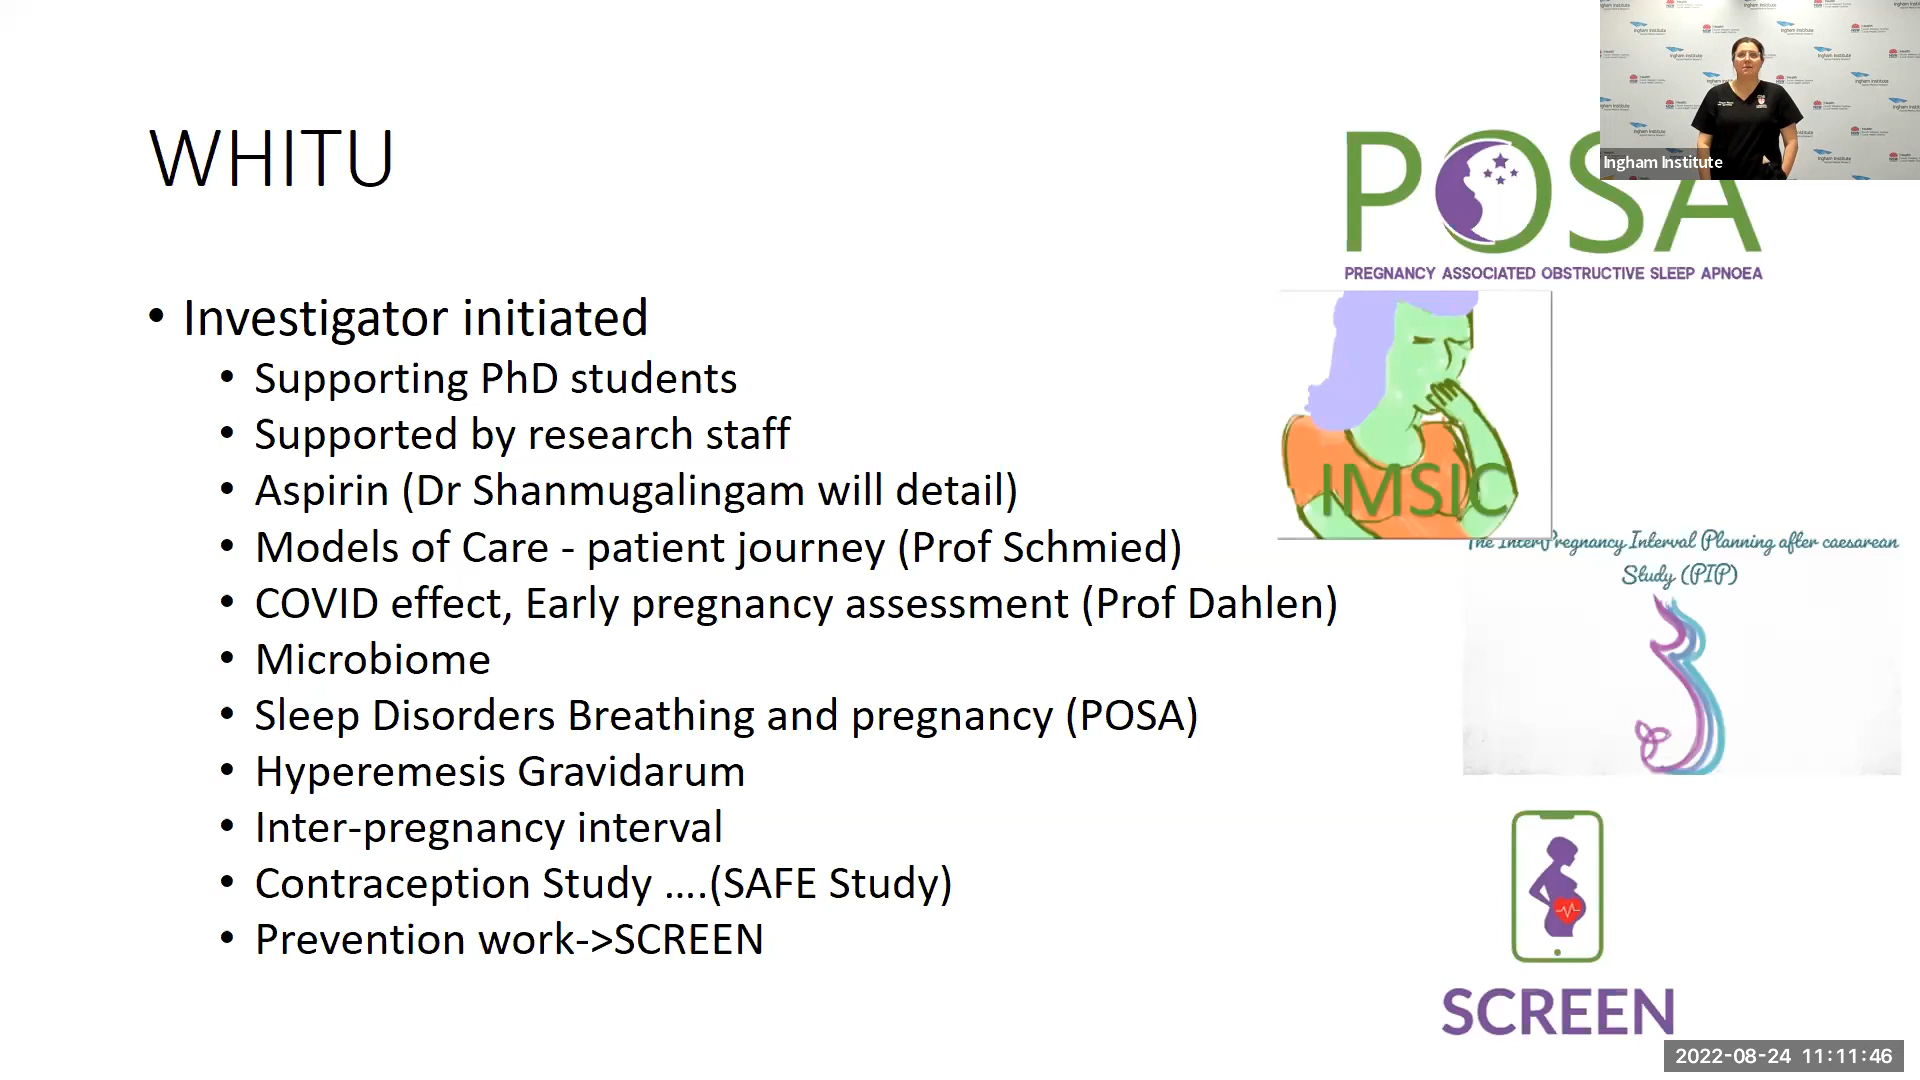 WHITU
• Investigator initiated
• Supporting PhD students
• Supported by research staff
• Aspirin (Dr Shanmugalingam will detail)
• Models of Care - patient journey (Prof Schmied)
• COVID effect, Early pregnancy assessment (Prof Dahlen)
• Microbiome
• Sleep Disorders Breathing and pregnancy (POSA)
• Hyperemesis Gravidarum
• Inter-pregnancy interval
• Contraception Study ....(SAFE Study)
• Prevention work->SCREEN
POSA
PREGNANCY ASSOCIATED OBSTRUCTIVE SLEEP APNOEA
IMSIC
The InterPregnancy Interval Planning after caesarean
Study (PIP)
SCREEN
Ingham Institute
2022-08-24 11:11:46